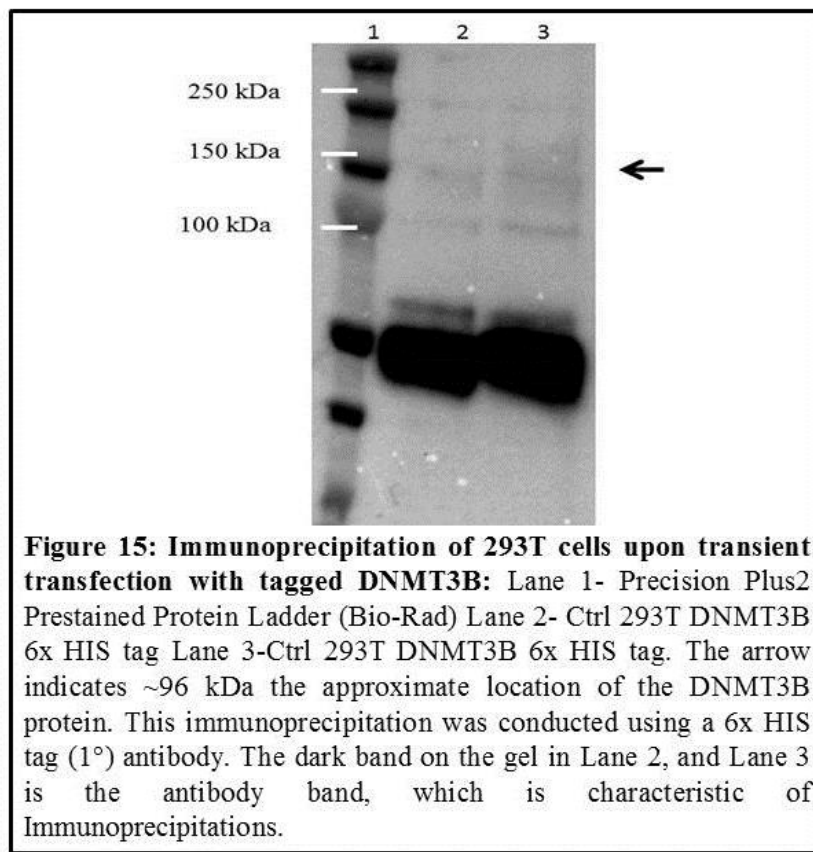 1 2 3
250 kDa
150 kDa
100 kDa
Figure 15: Immunoprecipitation of 293T cells upon transient
transfection with tagged DNMT3B: Lane 1- Precision Plus2
Prestained Protein Ladder (Bio-Rad) Lane 2- Ctrl 293T DNMT3B
6x HIS tag Lane 3-Ctrl 293T DNMT3B 6x HIS tag. The arrow
indicates ~96 kDa the approximate location of the DNMT3B
protein. This immunoprecipitation was conducted using a 6x HIS
tag (1°) antibody. The dark band on the gel in Lane 2, and Lane 3
is the antibody band, which is characteristic of
Immunoprecipitations.